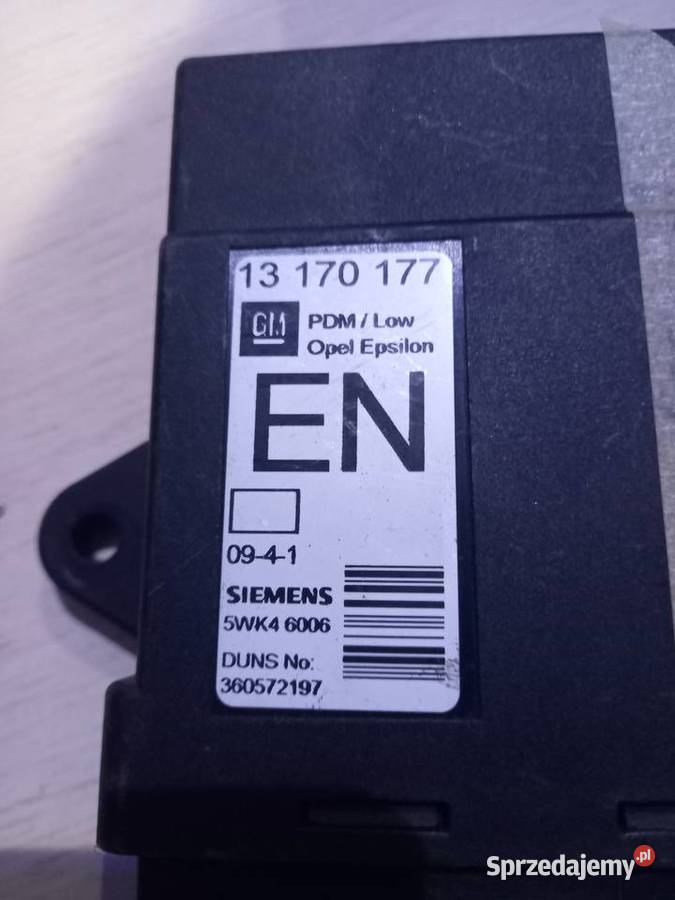 13 170 177
GM PDM / Low
Opel Epsilon
EN
09-4-1
SIEMENS
5WK4 6006
DUNS No:
360572197
Sprzedajemy.pl